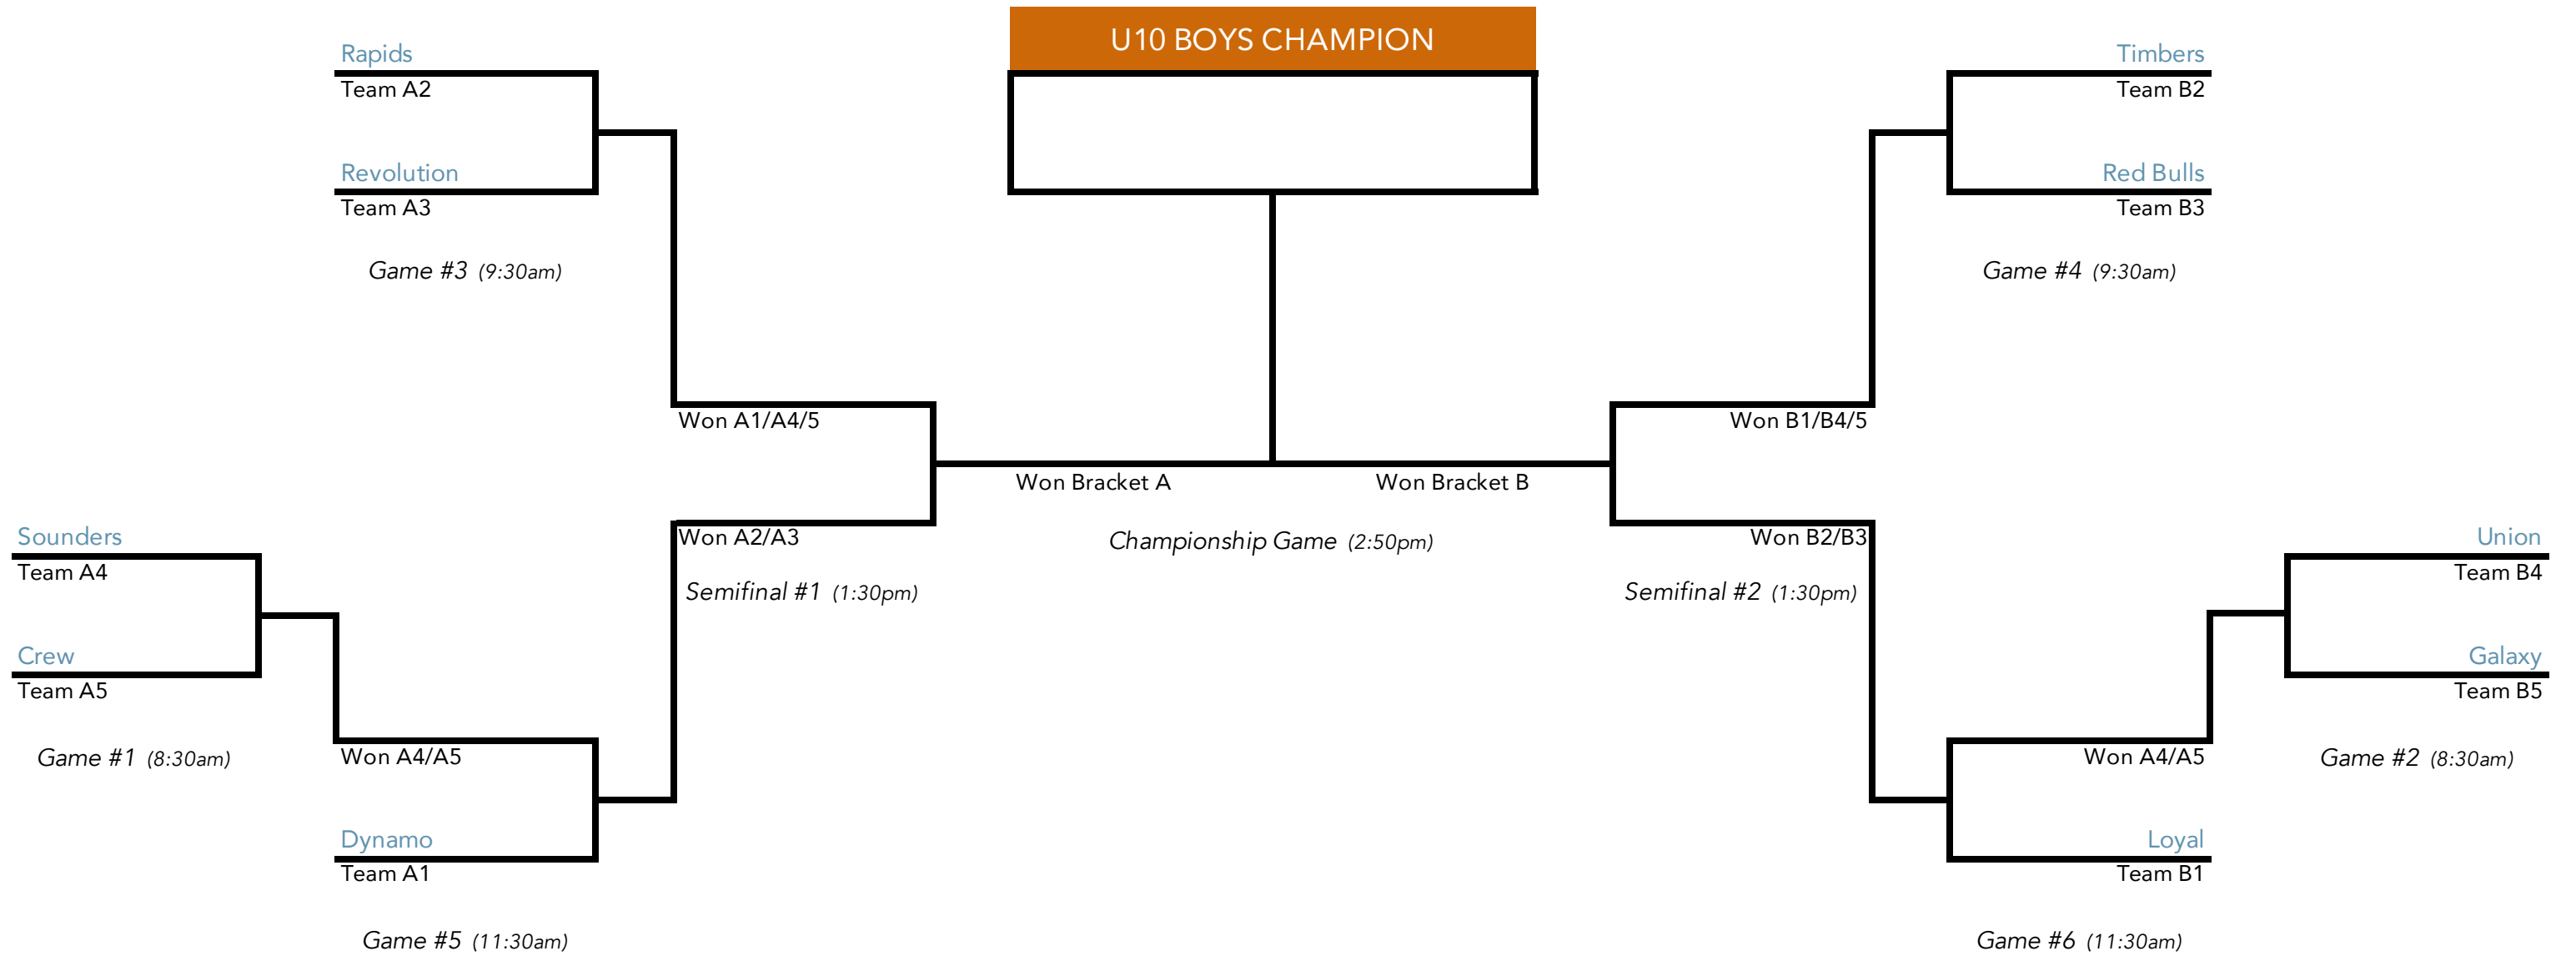 U10 BOYS CHAMPION
Rapids
Team A2
Revolution
Team A3
Game #3 (9:30am)
Timbers
Team B2
Red Bulls
Team B3
Game #4 (9:30am)
Won A1/A4/5
Won B1/B4/5
Won Bracket A
Won Bracket B
Won A2/A3
Championship Game (2:50pm)
Won B2/B3
Semifinal #1 (1:30pm)
Semifinal #2 (1:30pm)
Sounders
Team A4
Crew
Team A5
Game #1 (8:30am)
Won A4/A5
Dynamo
Team A1
Game #5 (11:30am)
Union
Team B4
Galaxy
Team B5
Won A4/A5
Game #2 (8:30am)
Loyal
Team B1
Game #6 (11:30am)